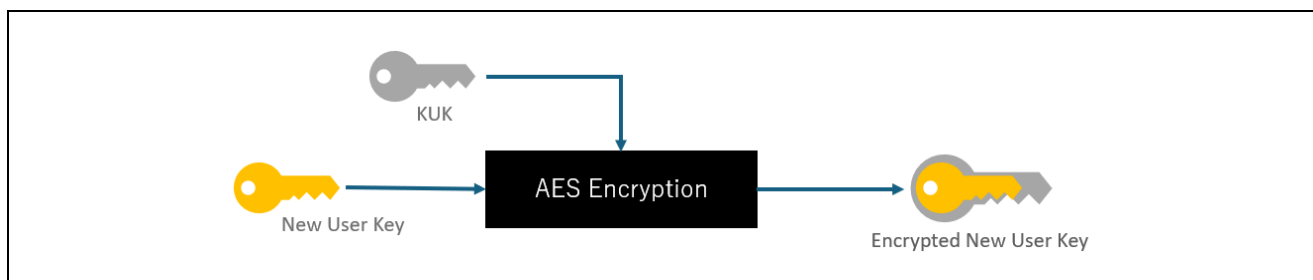 KUK
AES Encryption
New User Key
Encrypted New User Key